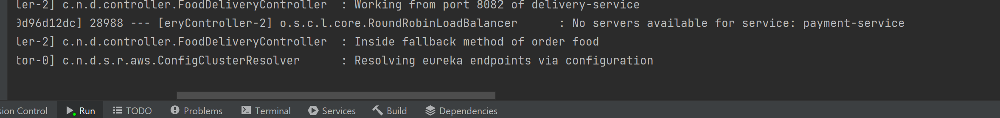 ler-2] c.n.d.controller.FoodDeliveryController  : Working from port 8082 of delivery-service
0d96d12dc] 28988 --- [eryController-2] o.s.c.l.core.RoundRobinLoadBalancer      : No servers available for service: payment-service
ler-2] c.n.d.controller.FoodDeliveryController  : Inside fallback method of order food
tor-0] c.n.d.s.r.aws.ConfigClusterResolver      : Resolving eureka endpoints via configuration
sion Control Run TODO Problems Terminal Services Build Dependencies